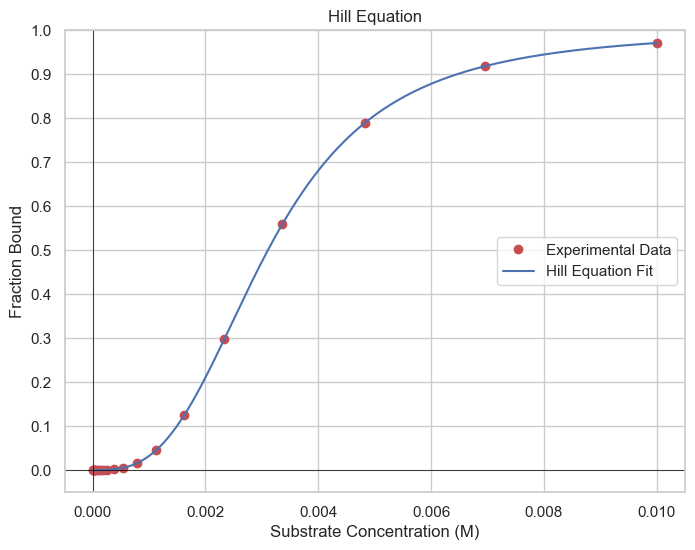 Hill Equation
1.0
0.9
0.8
0.7
0.6
0.5
0.4
0.3
0.2
0.1
0.0
Fraction Bound
Experimental Data
Hill Equation Fit
0.000 0.002 0.004 0.006 0.008 0.010
Substrate Concentration (M)